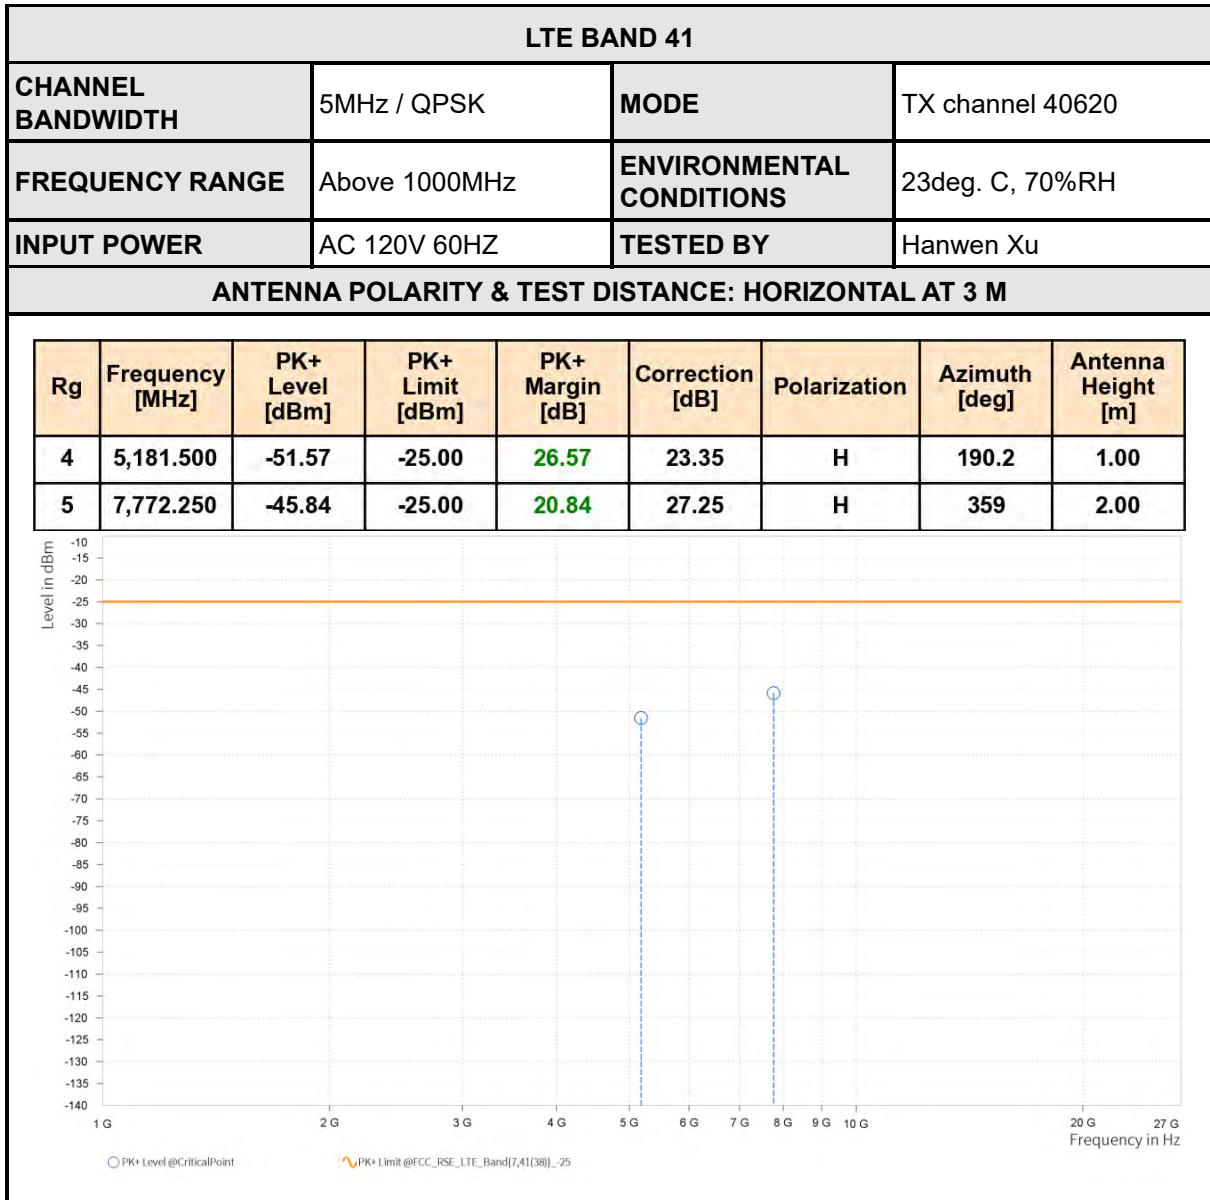 LTE BAND 41
CHANNEL BANDWIDTH 5MHz / QPSK MODE TX channel 40620
FREQUENCY RANGE Above 1000MHz ENVIRONMENTAL CONDITIONS 23deg. C, 70%RH
INPUT POWER AC 120V 60HZ TESTED BY Hanwen Xu
ANTENNA POLARITY & TEST DISTANCE: HORIZONTAL AT 3 M
Rg Frequency [MHz] PK+ Level [dBm] PK+ Limit [dBm] PK+ Margin [dB] Correction [dB] Polarization Azimuth [deg] Antenna Height [m]
4 5,181.500 -51.57 -25.00 26.57 23.35 H 190.2 1.00
5 7,772.250 -45.84 -25.00 20.84 27.25 H 359 2.00
Level in dBm
-10
-15
-20
-25
-30
-35
-40
-45
-50
-55
-60
-65
-70
-75
-80
-85
-90
-95
-100
-105
-110
-115
-120
-125
-130
-135
-140
1 G 2 G 3 G 4 G 5 G 6 G 7 G 8 G 9 G 10 G 20 G 27 G
Frequency in Hz
PK+ Level @CriticalPoint PK+ Limit @FCC_RSE_LTE_Band{7,41(38)}_-25